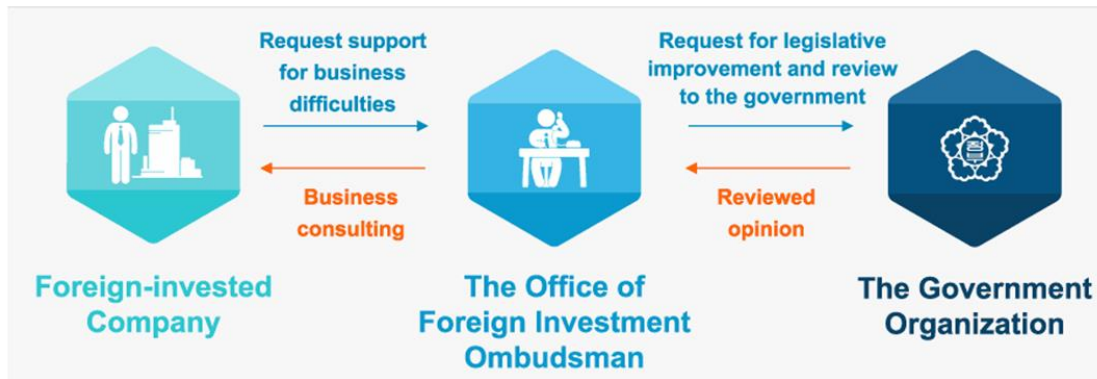 Request support
for business
difficulties
Request for legislative
improvement and review
to the government
Business
consulting
Reviewed
opinion
Foreign-invested
Company
The Office of
Foreign Investment
Ombudsman
The Government
Organization